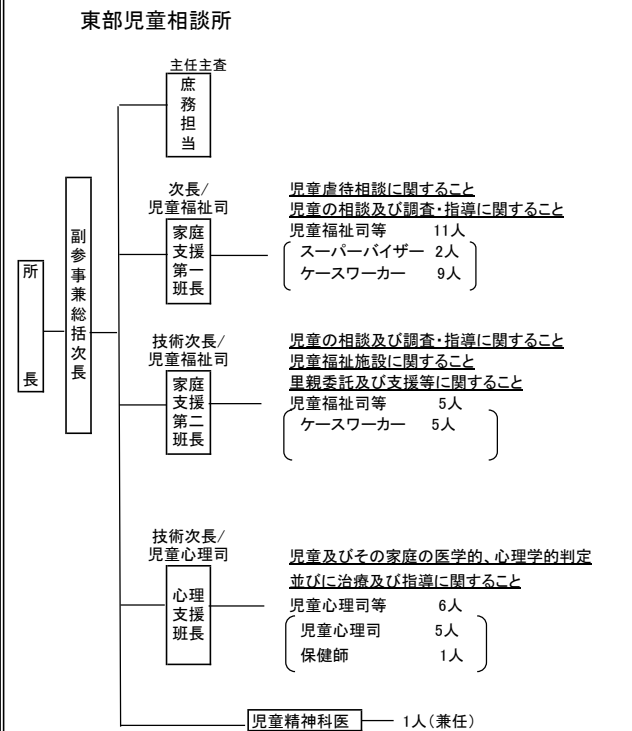 東部児童相談所
所長
副参事兼総括次長
主任主査
庶務担当
次長/
児童福祉司
家庭
支援
第一
班長
児童虐待相談に関すること
児童の相談及び調査・指導に関すること
児童福祉司等 11人
スーパーバイザー 2人
ケースワーカー 9人
技術次長/
児童福祉司
家庭
支援
第二
班長
児童の相談及び調査・指導に関すること
児童福祉施設に関すること
里親委託及び支援等に関すること
児童福祉司等 5人
ケースワーカー 5人
技術次長/
児童心理司
心理
支援
班長
児童及びその家庭の医学的、心理学的判定
並びに治療及び指導に関すること
児童心理司等 6人
児童心理司 5人
保健師 1人
児童精神科医 1人(兼任)